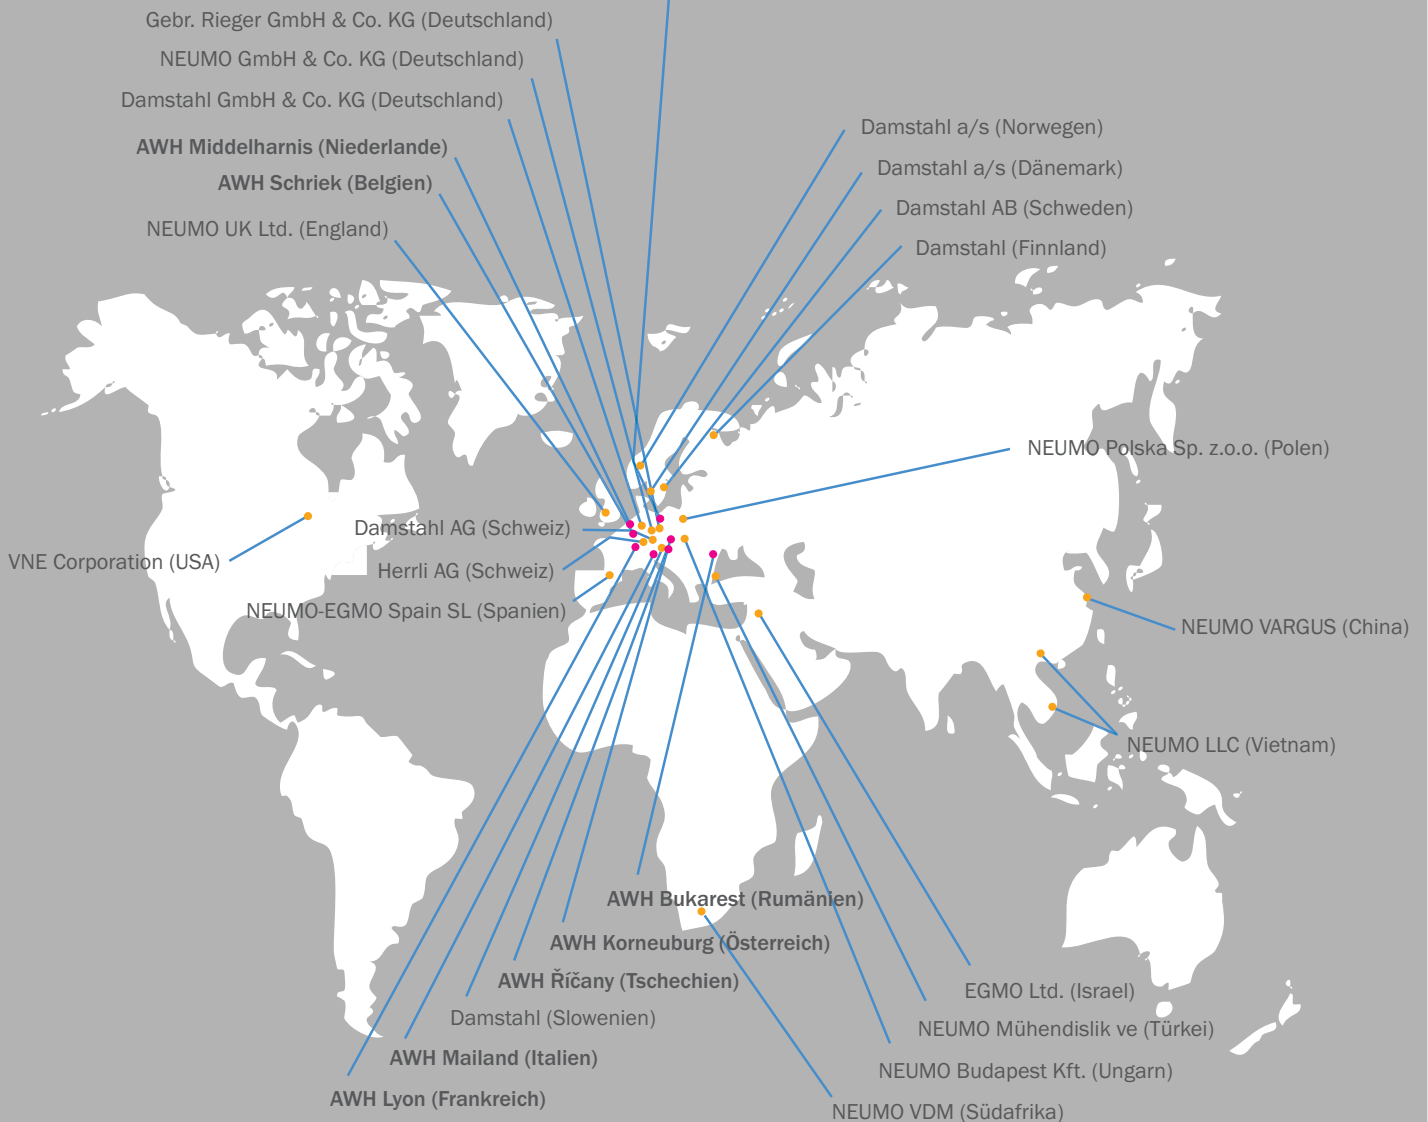 Gebr. Rieger GmbH & Co. KG (Deutschland)
NEUMO GmbH & Co. KG (Deutschland)
Damstahl GmbH & Co. KG (Deutschland)
AWH Middelharnis (Niederlande)
AWH Schriek (Belgien)
NEUMO UK Ltd. (England)
Damstahl a/s (Norwegen)
Damstahl a/s (Dänemark)
Damstahl AB (Schweden)
Damstahl (Finnland)
NEUMO Polska Sp. z.o.o. (Polen)
Damstahl AG (Schweiz)
VNE Corporation (USA)
Herrli AG (Schweiz)
NEUMO-EGMO Spain SL (Spanien)
NEUMO VARGUS (China)
NEUMO LLC (Vietnam)
AWH Bukarest (Rumänien)
AWH Korneuburg (Österreich)
AWH Říčany (Tschechien)
Damstahl (Slowenien)
AWH Mailand (Italien)
AWH Lyon (Frankreich)
EGMO Ltd. (Israel)
NEUMO Mühendislik ve (Türkei)
NEUMO Budapest Kft. (Ungarn)
NEUMO VDM (Südafrika)